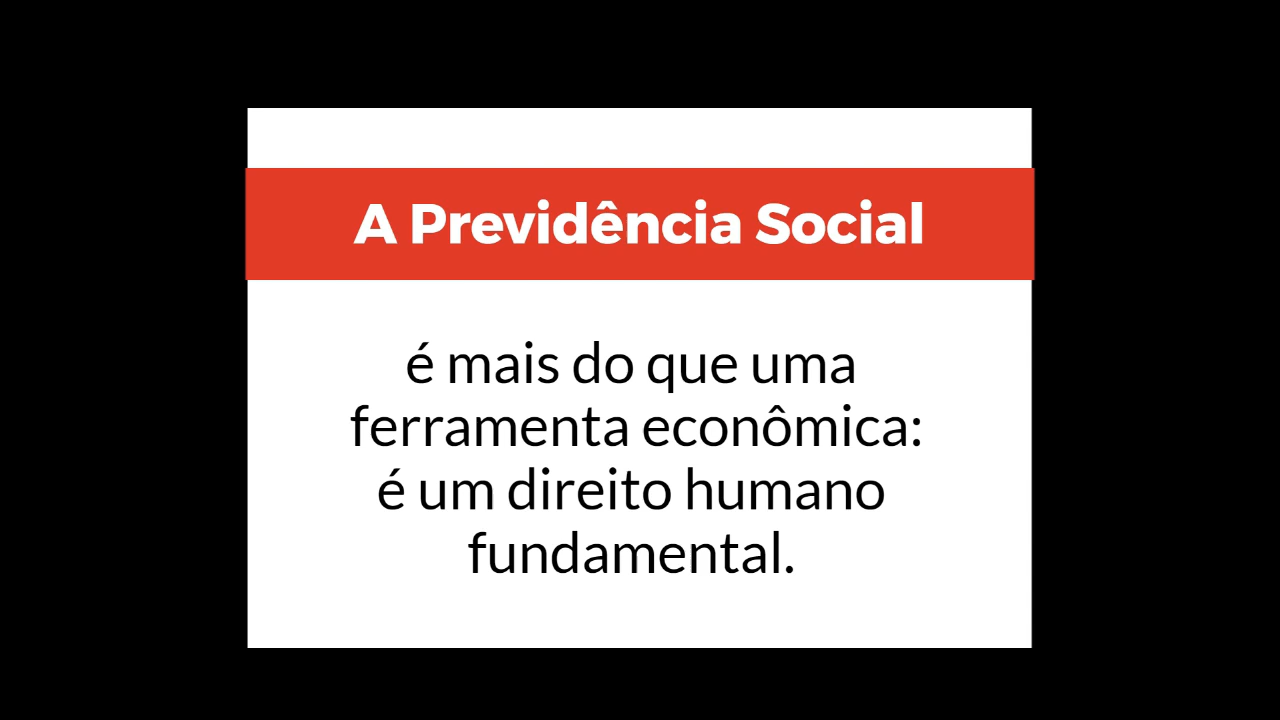 A Previdência Social
é mais do que uma
ferramenta econômica:
é um direito humano
fundamental.